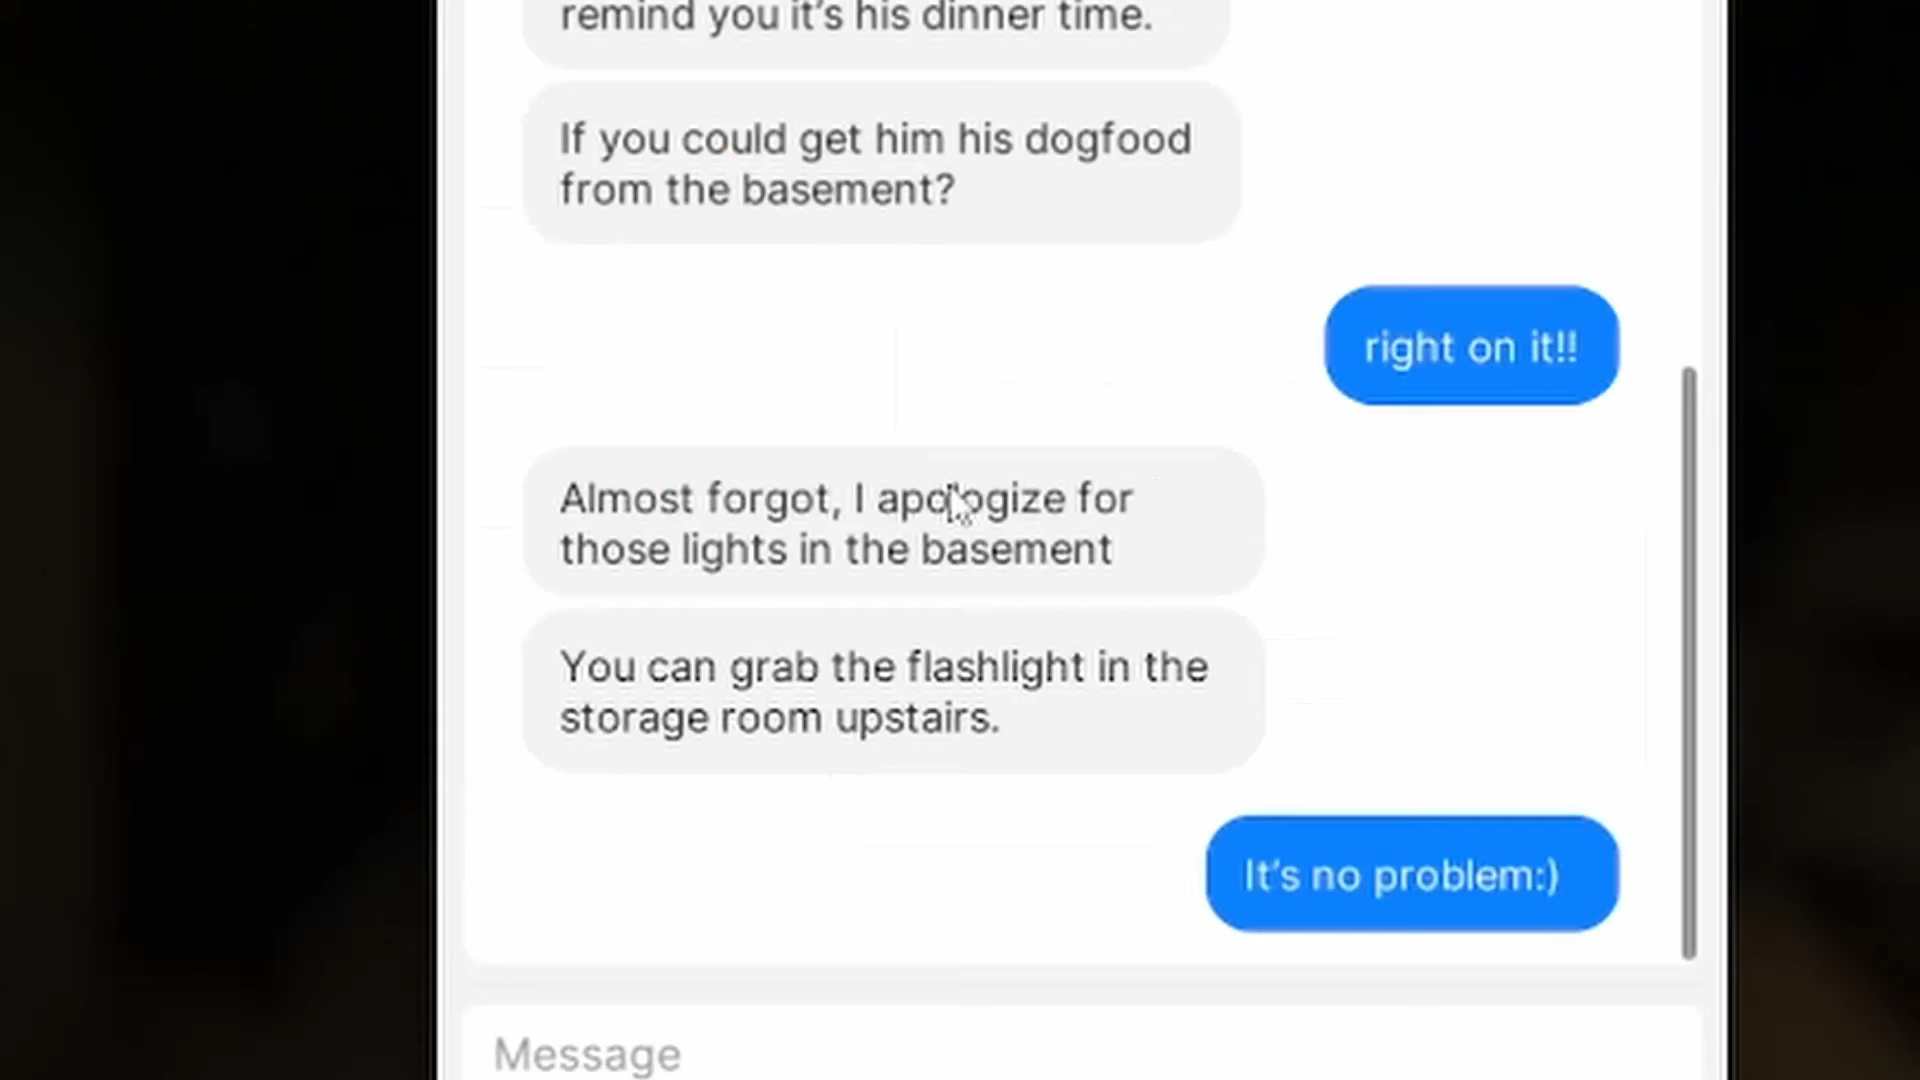 remind you it's his dinner time.
If you could get him his dogfood
from the basement?
right on it!!
Almost forgot, I apologize for
those lights in the basement
You can grab the flashlight in the
storage room upstairs.
It's no problem:)
Message